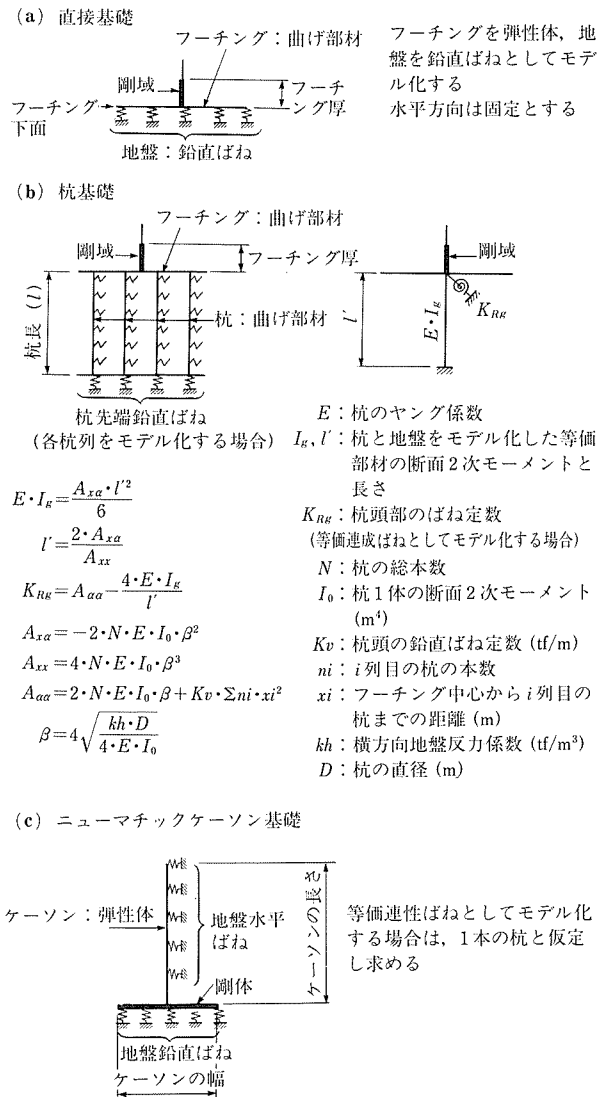 (a) 直接基礎
フーチング：曲げ部材
剛域
フーチ
ング厚
フーチング
下面
地盤：鉛直ばね
フーチングを弾性体，地
盤を鉛直ばねとしてモデ
ル化する
水平方向は固定とする
(b) 杭基礎
フーチング：曲げ部材
剛域
フーチング厚
杭長 (l)
杭：曲げ部材
杭先端鉛直ばね
(各杭列をモデル化する場合)
剛域
l′
E・Ig
KRg
E・Ig=Axα・l′²/6
l′=2・Axα/Axx
KRg=Aαα−4・E・Ig/l′
Axα=−2・N・E・I₀・β²
Axx=4・N・E・I₀・β³
Aαα=2・N・E・I₀・β+Kv・Σni・xi²
β=4√kh・D/4・E・I₀
E：杭のヤング係数
Ig, l′：杭と地盤をモデル化した等価
部材の断面2次モーメントと
長さ
KRg：杭頭部のばね定数
(等価連成ばねとしてモデル化する場合)
N：杭の総本数
I₀：杭1体の断面2次モーメント
(m⁴)
Kv：杭頭の鉛直ばね定数 (tf/m)
ni：i列目の杭の本数
xi：フーチング中心からi列目の
杭までの距離 (m)
kh：横方向地盤反力係数 (tf/m³)
D：杭の直径 (m)
(c) ニューマチックケーソン基礎
ケーソン：弾性体
地盤水平
ばね
ケーソンの長さ
剛体
地盤鉛直ばね
ケーソンの幅
等価連性ばねとしてモデル化
する場合は，1本の杭と仮定
し求める